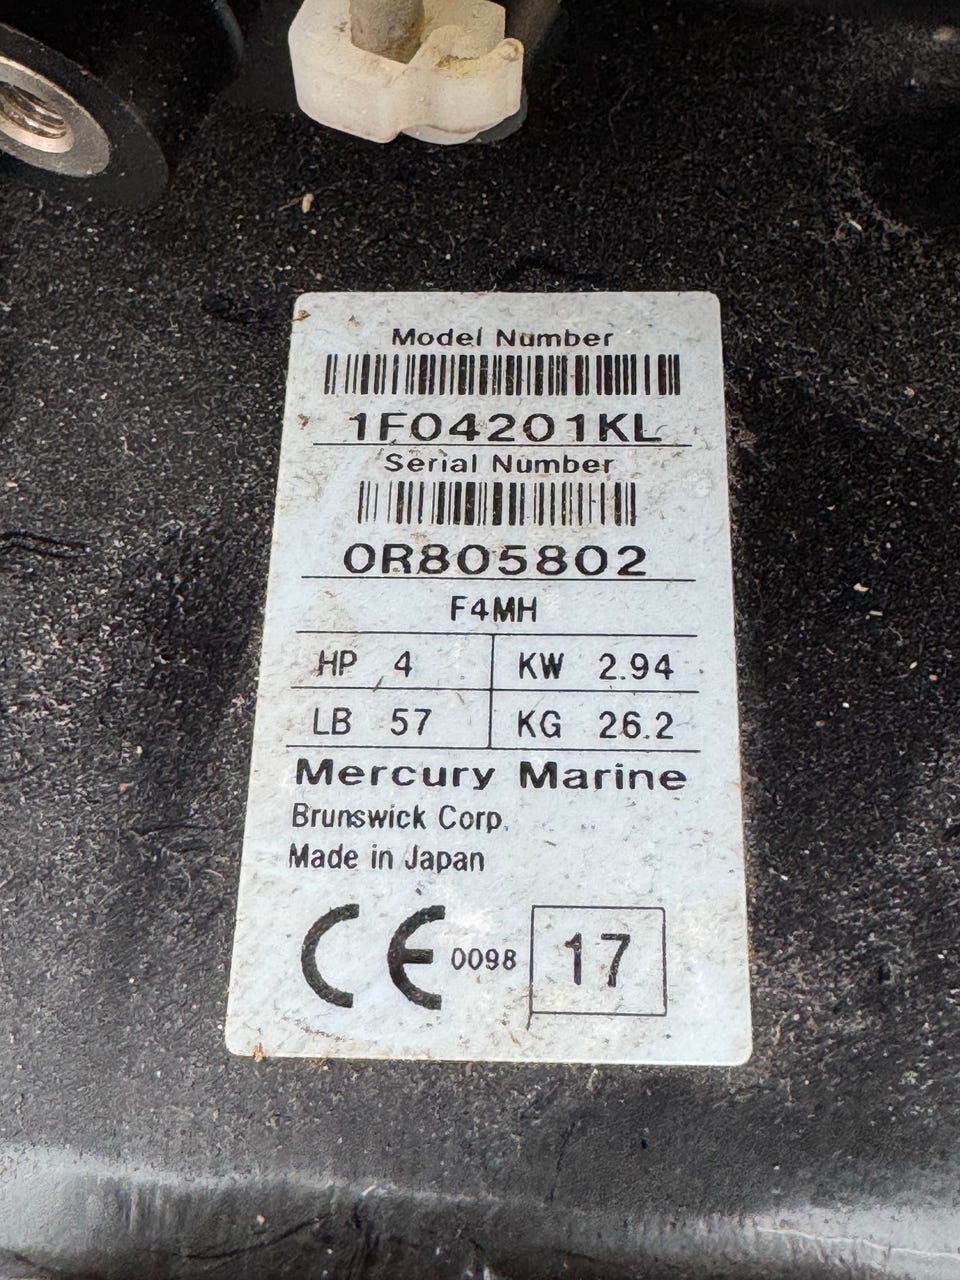 Model Number
1F04201KL
Serial Number
0R805802
F4MH
HP 4 KW 2.94
LB 57 KG 26.2
Mercury Marine
Brunswick Corp.
Made in Japan
CE 0098 17